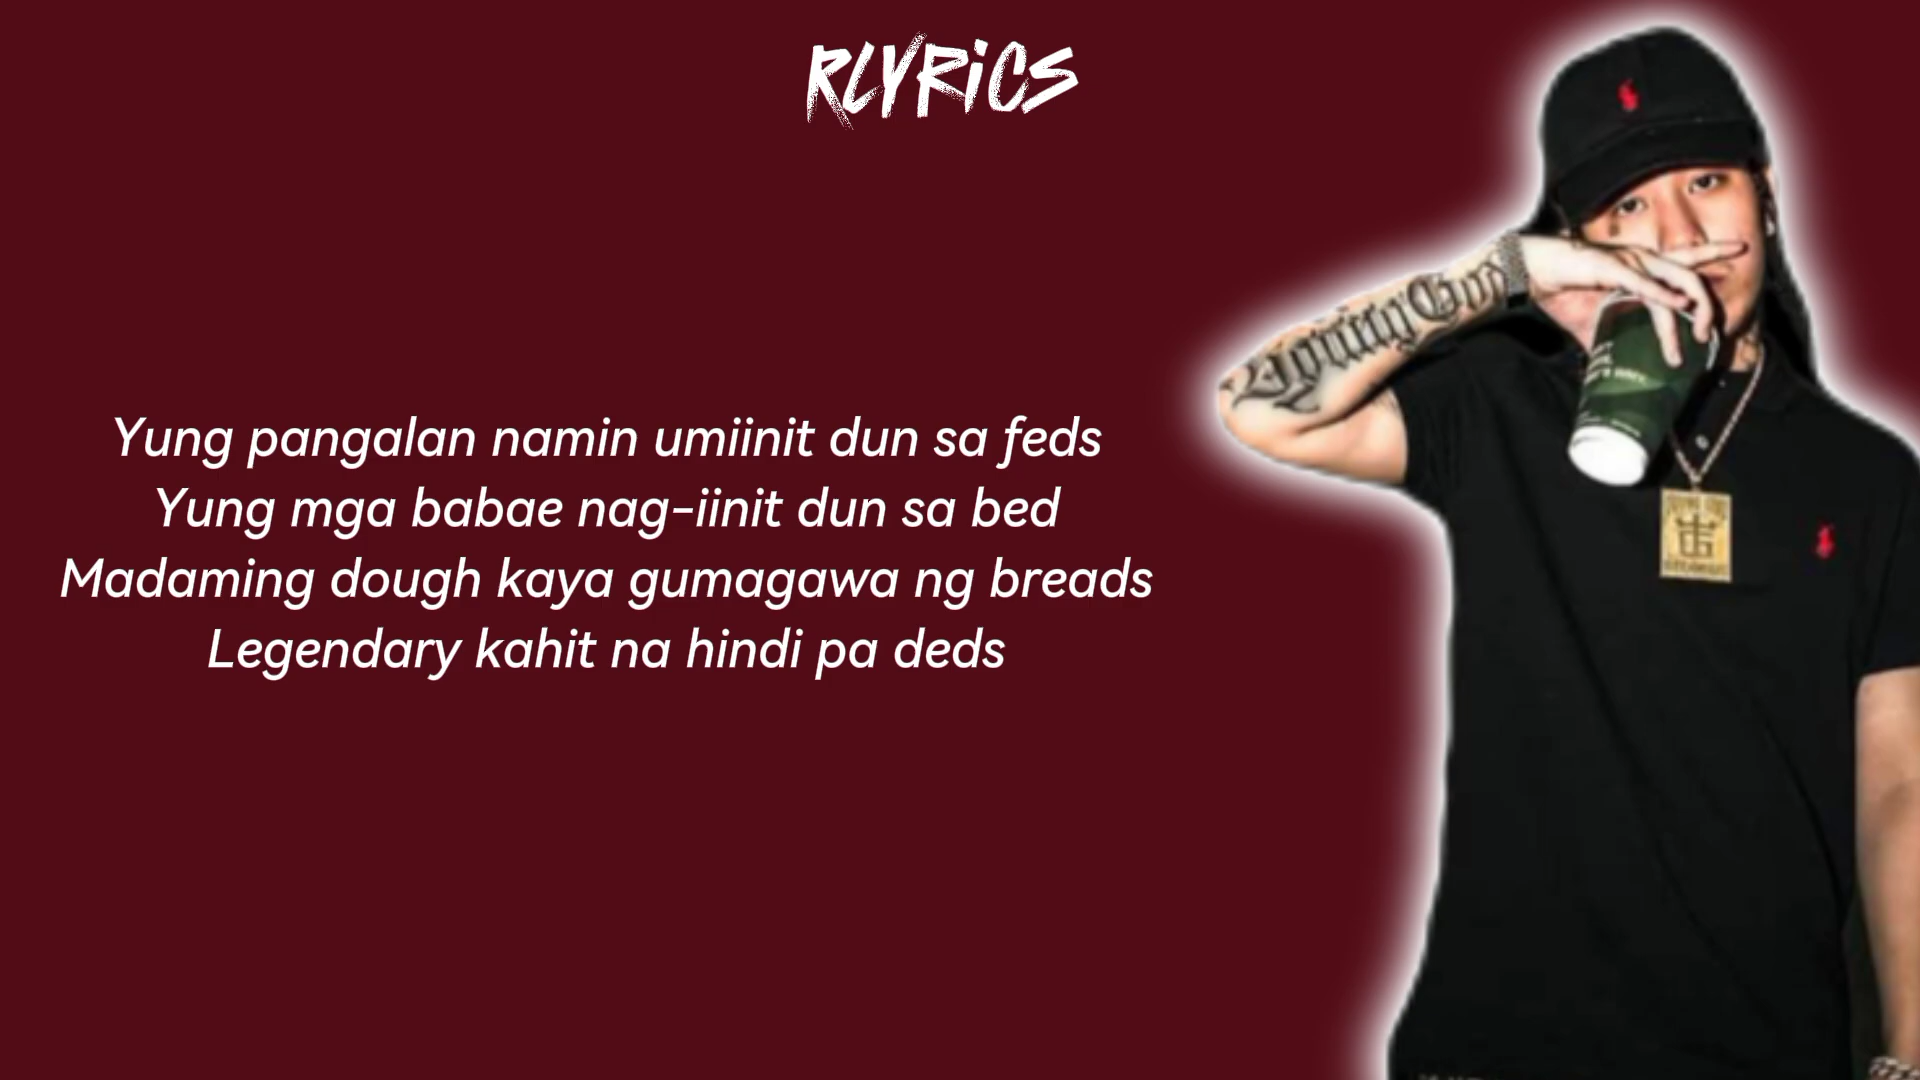 RLYRiCS
Yung pangalan namin umiinit dun sa feds
Yung mga babae nag-iinit dun sa bed
Madaming dough kaya gumagawa ng breads
Legendary kahit na hindi pa deds